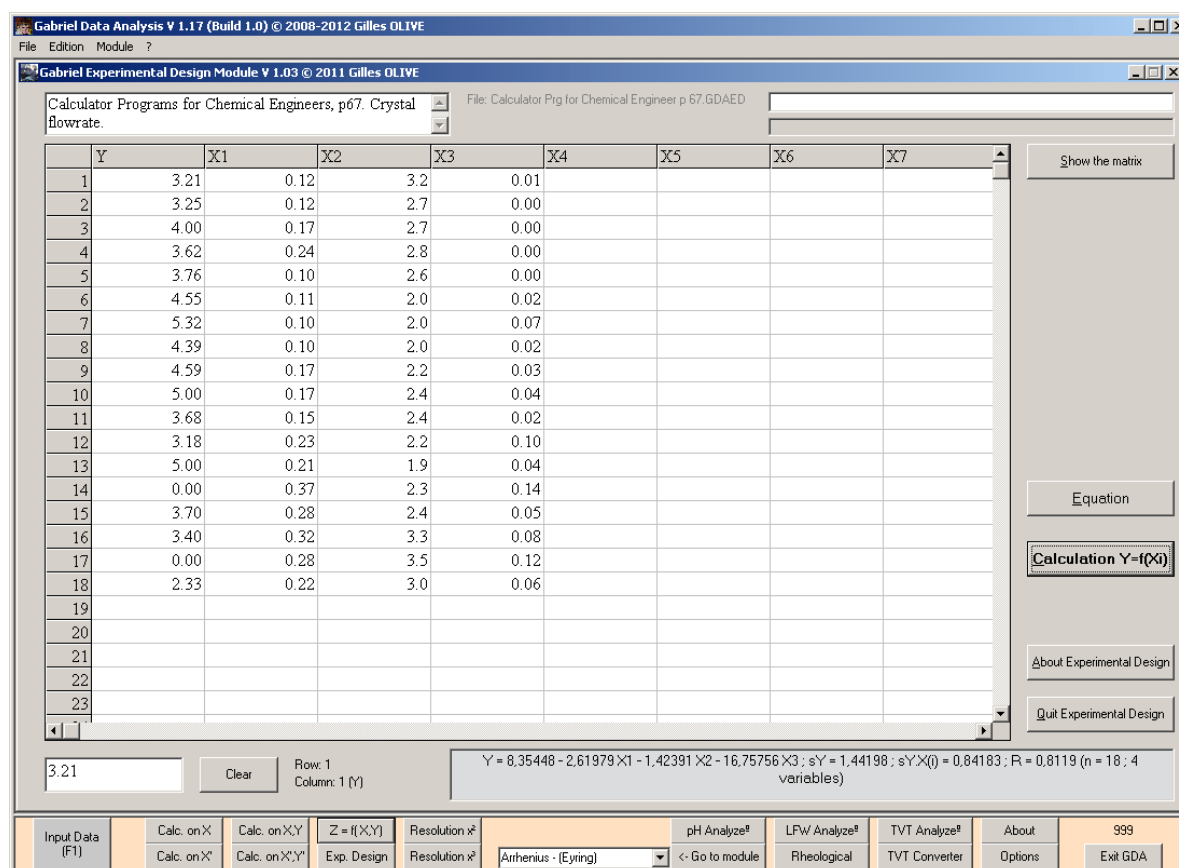 Gabriel Data Analysis V 1.17 (Build 1.0) © 2008-2012 Gilles OLIVE
File Edition Module ?
Gabriel Experimental Design Module V 1.03 © 2011 Gilles OLIVE
Calculator Programs for Chemical Engineers, p67. Crystal
flowrate.
File: Calculator Prg for Chemical Engineer p 67.GDAED
Y X1 X2 X3 X4 X5 X6 X7
1 3.21 0.12 3.2 0.01
2 3.25 0.12 2.7 0.00
3 4.00 0.17 2.7 0.00
4 3.62 0.24 2.8 0.00
5 3.76 0.10 2.6 0.00
6 4.55 0.11 2.0 0.02
7 5.32 0.10 2.0 0.07
8 4.39 0.10 2.0 0.02
9 4.59 0.17 2.2 0.03
10 5.00 0.17 2.4 0.04
11 3.68 0.15 2.4 0.02
12 3.18 0.23 2.2 0.10
13 5.00 0.21 1.9 0.04
14 0.00 0.37 2.3 0.14
15 3.70 0.28 2.4 0.05
16 3.40 0.32 3.3 0.08
17 0.00 0.28 3.5 0.12
18 2.33 0.22 3.0 0.06
19
20
21
22
23
Show the matrix
Equation
Calculation Y=f(Xi)
About Experimental Design
Quit Experimental Design
3.21
Clear
Row: 1
Column: 1 (Y)
Y = 8,35448 - 2,61979 X1 - 1,42391 X2 - 16,75756 X3 ; sY = 1,44198 ; sY.X(i) = 0,84183 ; R = 0,8119 (n = 18 ; 4
variables)
Input Data
(F1)
Calc. on X Calc. on X,Y Z = f(X,Y) Resolution x² pH Analyze® LFW Analyze® TVT Analyze® About 999
Calc. on X' Calc. on X',Y' Exp. Design Resolution x³ Arrhenius - (Eyring) <- Go to module Rheological TVT Converter Options Exit GDA